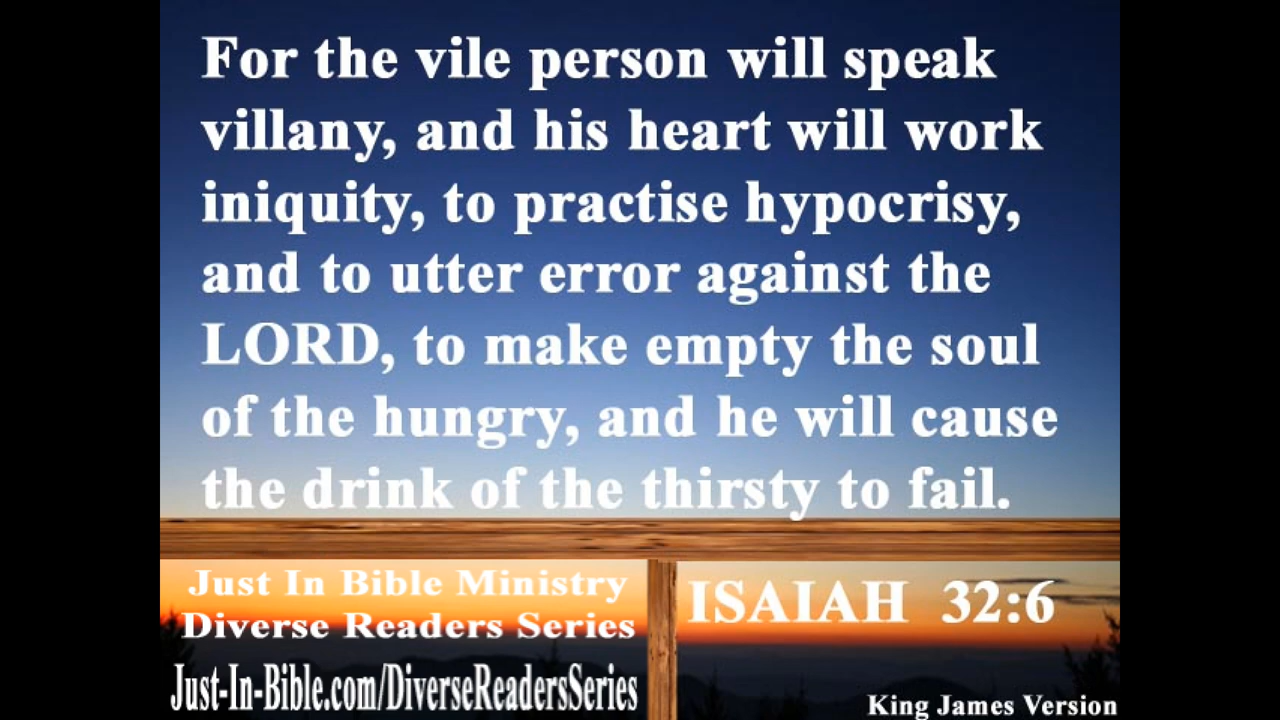 For the vile person will speak
villany, and his heart will work
iniquity, to practise hypocrisy,
and to utter error against the
LORD, to make empty the soul
of the hungry, and he will cause
the drink of the thirsty to fail.
Just In Bible Ministry
Diverse Readers Series
Just-In-Bible.com/DiverseReadersSeries
ISAIAH 32:6
King James Version